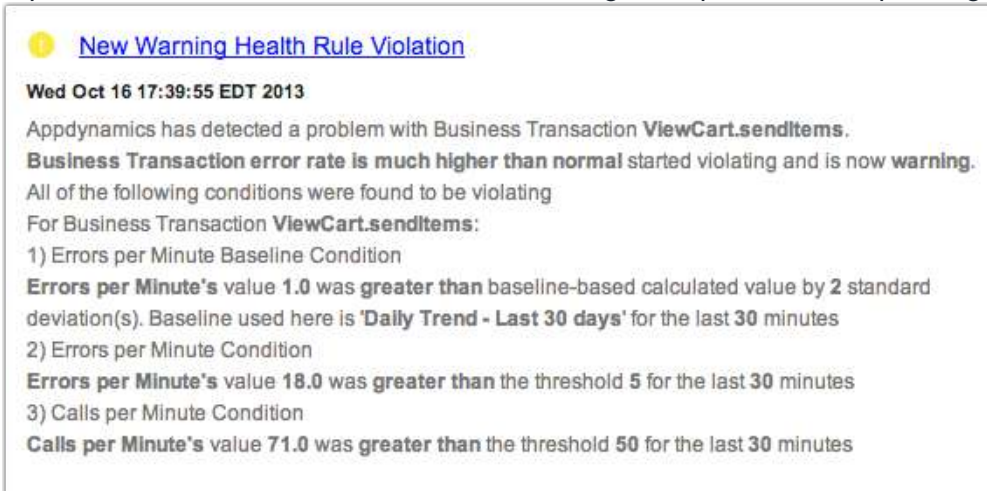 New Warning Health Rule Violation
Wed Oct 16 17:39:55 EDT 2013
Appdynamics has detected a problem with Business Transaction ViewCart.sendItems.
Business Transaction error rate is much higher than normal started violating and is now warning.
All of the following conditions were found to be violating
For Business Transaction ViewCart.sendItems:
1) Errors per Minute Baseline Condition
Errors per Minute's value 1.0 was greater than baseline-based calculated value by 2 standard
deviation(s). Baseline used here is 'Daily Trend - Last 30 days' for the last 30 minutes
2) Errors per Minute Condition
Errors per Minute's value 18.0 was greater than the threshold 5 for the last 30 minutes
3) Calls per Minute Condition
Calls per Minute's value 71.0 was greater than the threshold 50 for the last 30 minutes